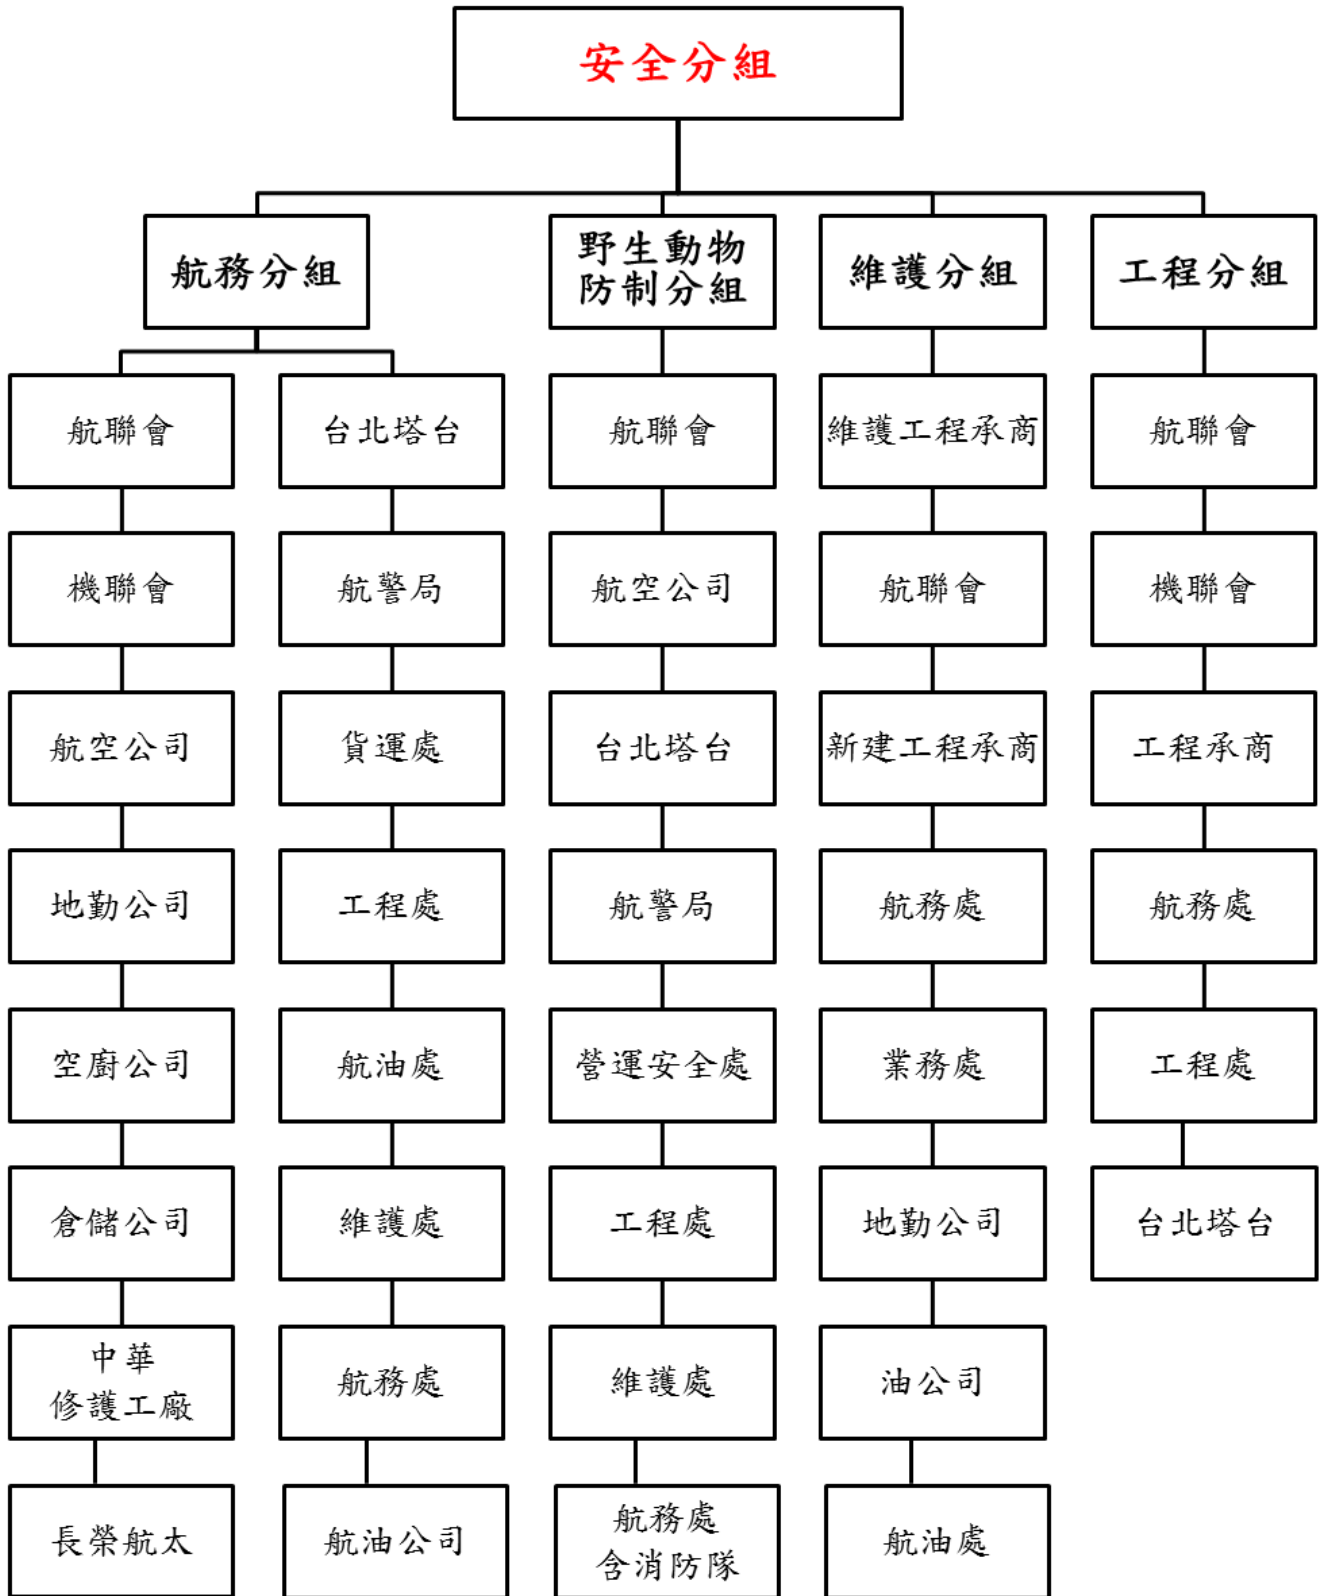 安全分組
航務分組
野生動物
防制分組
維護分組
工程分組
航聯會
台北塔台
航聯會
維護工程承商
航聯會
機聯會
航警局
航空公司
航聯會
機聯會
航空公司
貨運處
台北塔台
新建工程承商
工程承商
地勤公司
工程處
航警局
航務處
航務處
空廚公司
航油處
營運安全處
業務處
工程處
倉儲公司
維護處
工程處
地勤公司
台北塔台
中華
修護工廠
航務處
維護處
油公司
長榮航太
航油公司
航務處
含消防隊
航油處